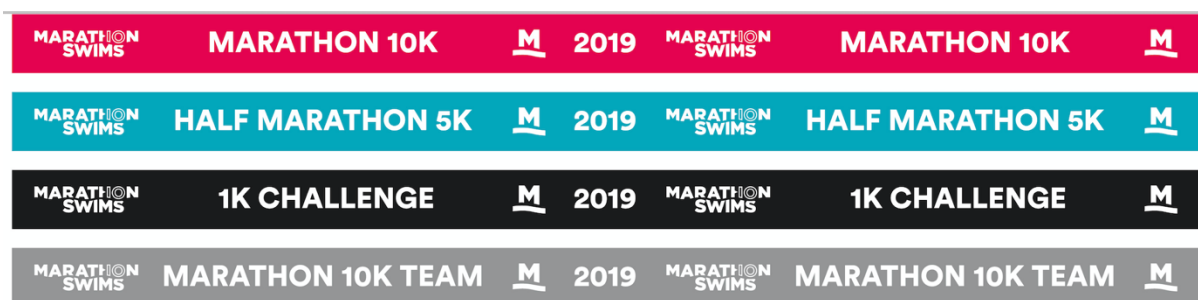 MARATHON SWIMS MARATHON 10K M 2019 MARATHON SWIMS MARATHON 10K M
MARATHON SWIMS HALF MARATHON 5K M 2019 MARATHON SWIMS HALF MARATHON 5K M
MARATHON SWIMS 1K CHALLENGE M 2019 MARATHON SWIMS 1K CHALLENGE M
MARATHON SWIMS MARATHON 10K TEAM M 2019 MARATHON SWIMS MARATHON 10K TEAM M